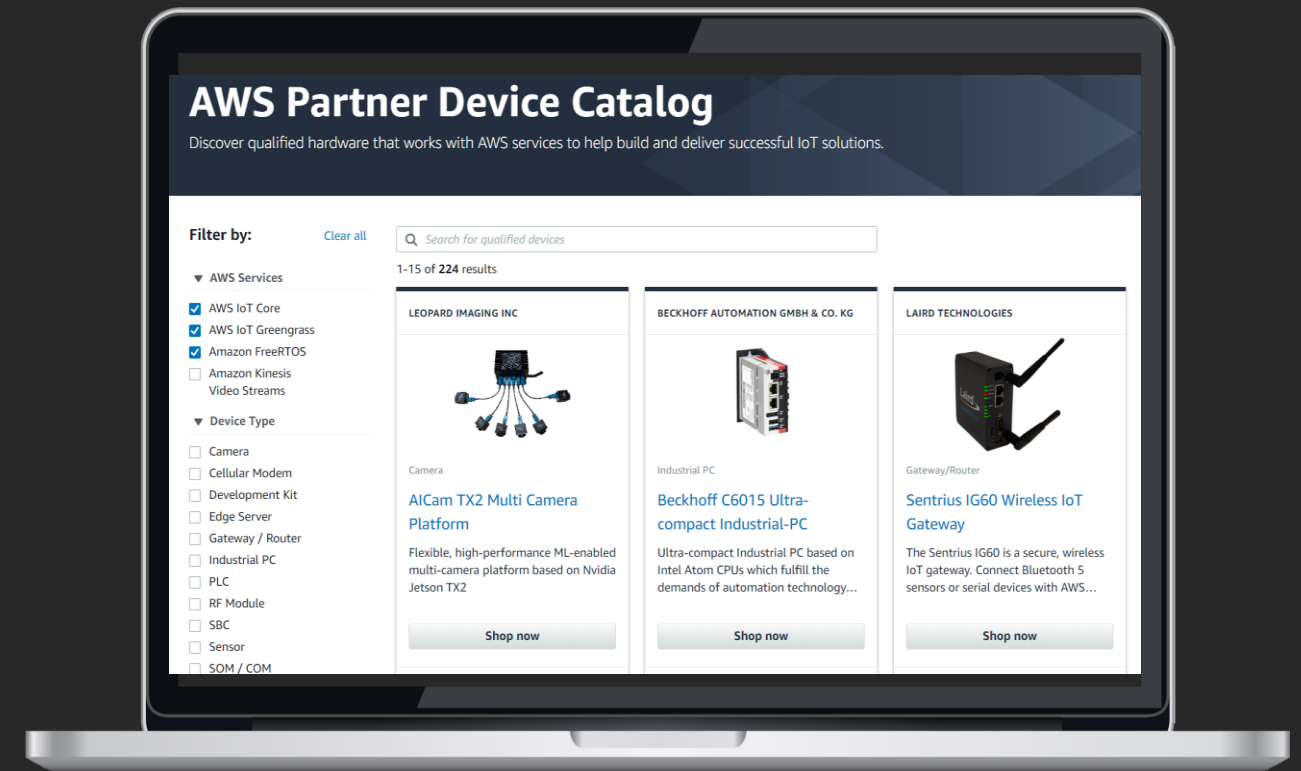 AWS Partner Device Catalog
Discover qualified hardware that works with AWS services to help build and deliver successful IoT solutions.
Filter by:
Clear all
AWS Services
AWS IoT Core
AWS IoT Greengrass
Amazon FreeRTOS
Amazon Kinesis
Video Streams
Device Type
Camera
Cellular Modem
Development Kit
Edge Server
Gateway / Router
Industrial PC
PLC
RF Module
SBC
Sensor
SOM / COM
Search for qualified devices
1-15 of 224 results
LEOPARD IMAGING INC
Camera
AICam TX2 Multi Camera
Platform
Flexible, high-performance ML-enabled
multi-camera platform based on Nvidia
Jetson TX2
Shop now
BECKHOFF AUTOMATION GMBH & CO. KG
Industrial PC
Beckhoff C6015 Ultra-
compact Industrial-PC
Ultra-compact Industrial PC based on
Intel Atom CPUs which fulfill the
demands of automation technology...
Shop now
LAIRD TECHNOLOGIES
Laird
Gateway/Router
Sentrius IG60 Wireless IoT
Gateway
The Sentrius IG60 is a secure, wireless
IoT gateway. Connect Bluetooth 5
sensors or serial devices with AWS...
Shop now